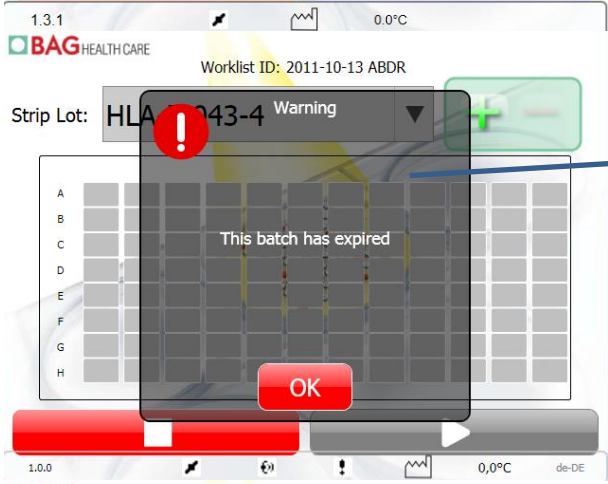 1.3.1 0.0°C
BAG HEALTH CARE
Worklist ID: 2011-10-13 ABDR
Warning
Strip Lot: HLA 043-4
A
B
This batch has expired
C
D
E
F
G
H
OK
1.0.0 0,0°C de-DE